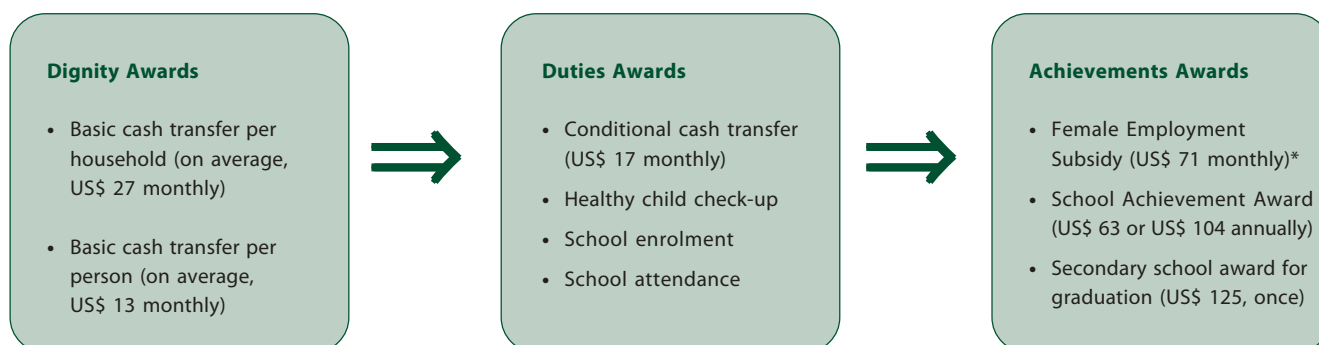 Dignity Awards
• Basic cash transfer per
household (on average,
US$ 27 monthly)
• Basic cash transfer per
person (on average,
US$ 13 monthly)
Duties Awards
• Conditional cash transfer
(US$ 17 monthly)
• Healthy child check-up
• School enrolment
• School attendance
Achievements Awards
• Female Employment
Subsidy (US$ 71 monthly)*
• School Achievement Award
(US$ 63 or US$ 104 annually)
• Secondary school award for
graduation (US$ 125, once)